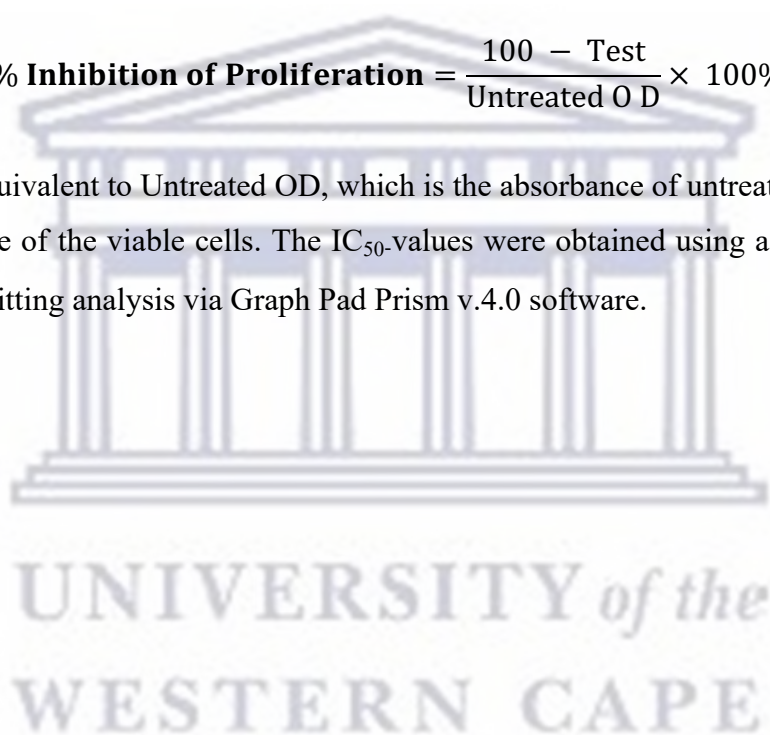 % Inhibition of Proliferation = (100 − Test) / (Untreated O D) × 100%
uivalent to Untreated OD, which is the absorbance of untreat
e of the viable cells. The IC50-values were obtained using a
itting analysis via Graph Pad Prism v.4.0 software.
UNIVERSITY of the
WESTERN CAPE